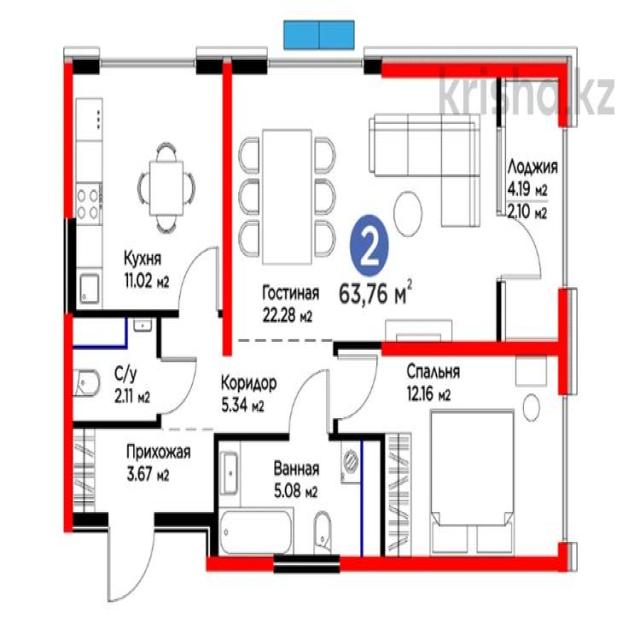 krisha.kz
Лоджия
4.19 м2
2.10 м2
Кухня
11.02 м2
2
63,76 м2
Гостиная
22.28 м2
С/у
2.11 м2
Коридор
5.34 м2
Спальня
12.16 м2
Прихожая
3.67 м2
Ванная
5.08 м2